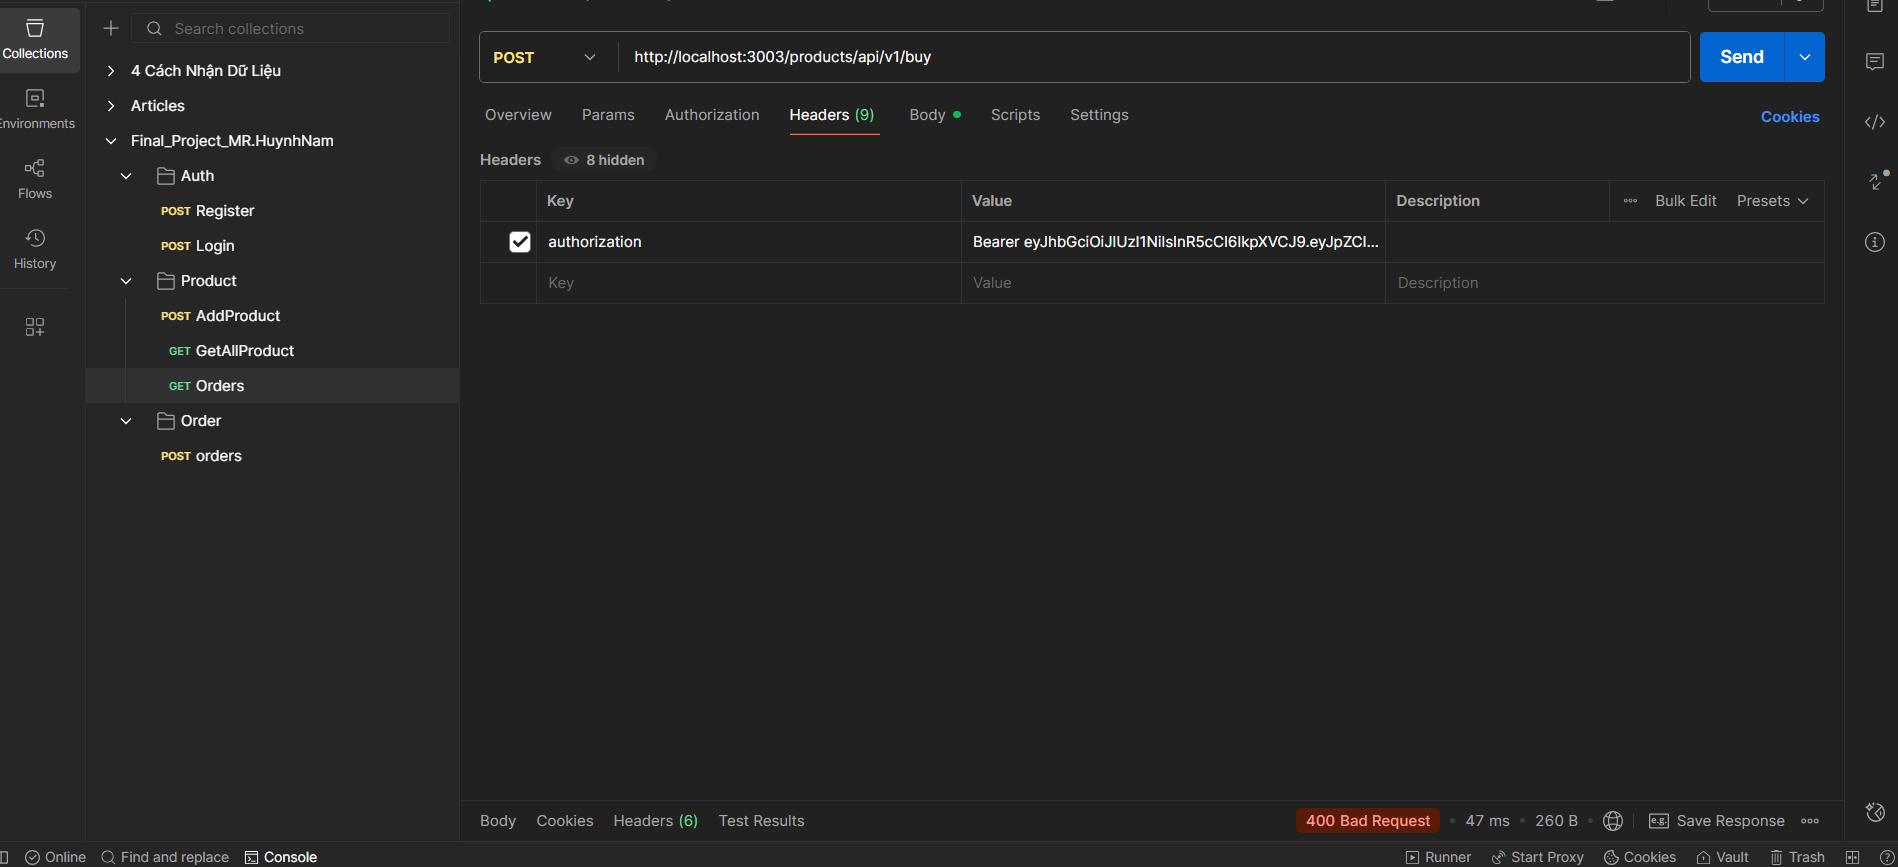 Collections
Environments
Flows
History
Search collections
4 Cách Nhận Dữ Liệu
Articles
Final_Project_MR.HuynhNam
Auth
POST Register
POST Login
Product
POST AddProduct
GET GetAllProduct
GET Orders
Order
POST orders
POST
http://localhost:3003/products/api/v1/buy
Send
Overview
Params
Authorization
Headers (9)
Body
Scripts
Settings
Cookies
Headers
8 hidden
Key
Value
Description
Bulk Edit
Presets
authorization
Bearer eyJhbGciOiJIUzI1NiIsInR5cCI6IkpXVCJ9.eyJpZCI...
Key
Value
Description
Body
Cookies
Headers (6)
Test Results
400 Bad Request
47 ms
260 B
e.g.
Save Response
Online
Find and replace
Console
Runner
Start Proxy
Cookies
Vault
Trash